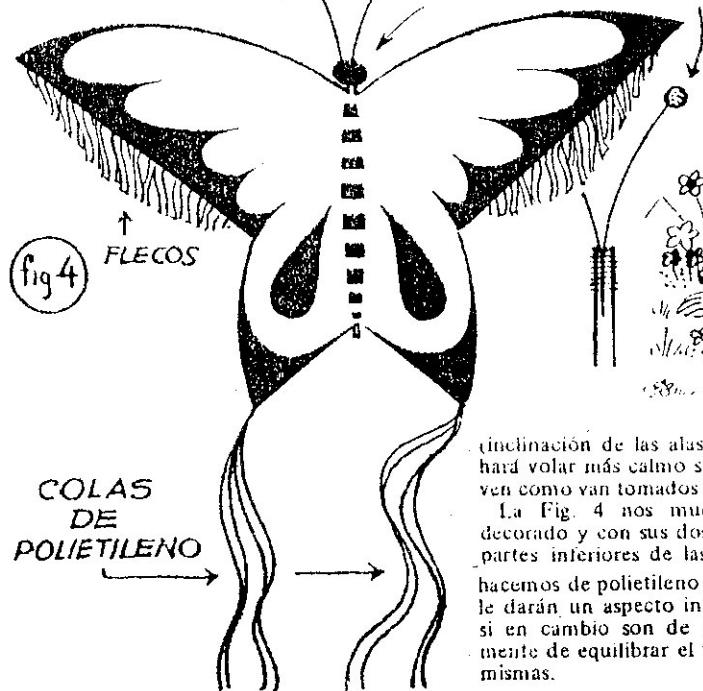 FLECOS
fig 4
COLAS
DE
POLIETILENO
(inclinación de las alas
hará volar más calmo s
ven como van tomados
La Fig. 4 nos mue
decorado y con sus dos
partes inferiores de las
hacemos de polietileno
le darán un aspecto in
si en cambio son de
mente de equilibrar el
mismas.